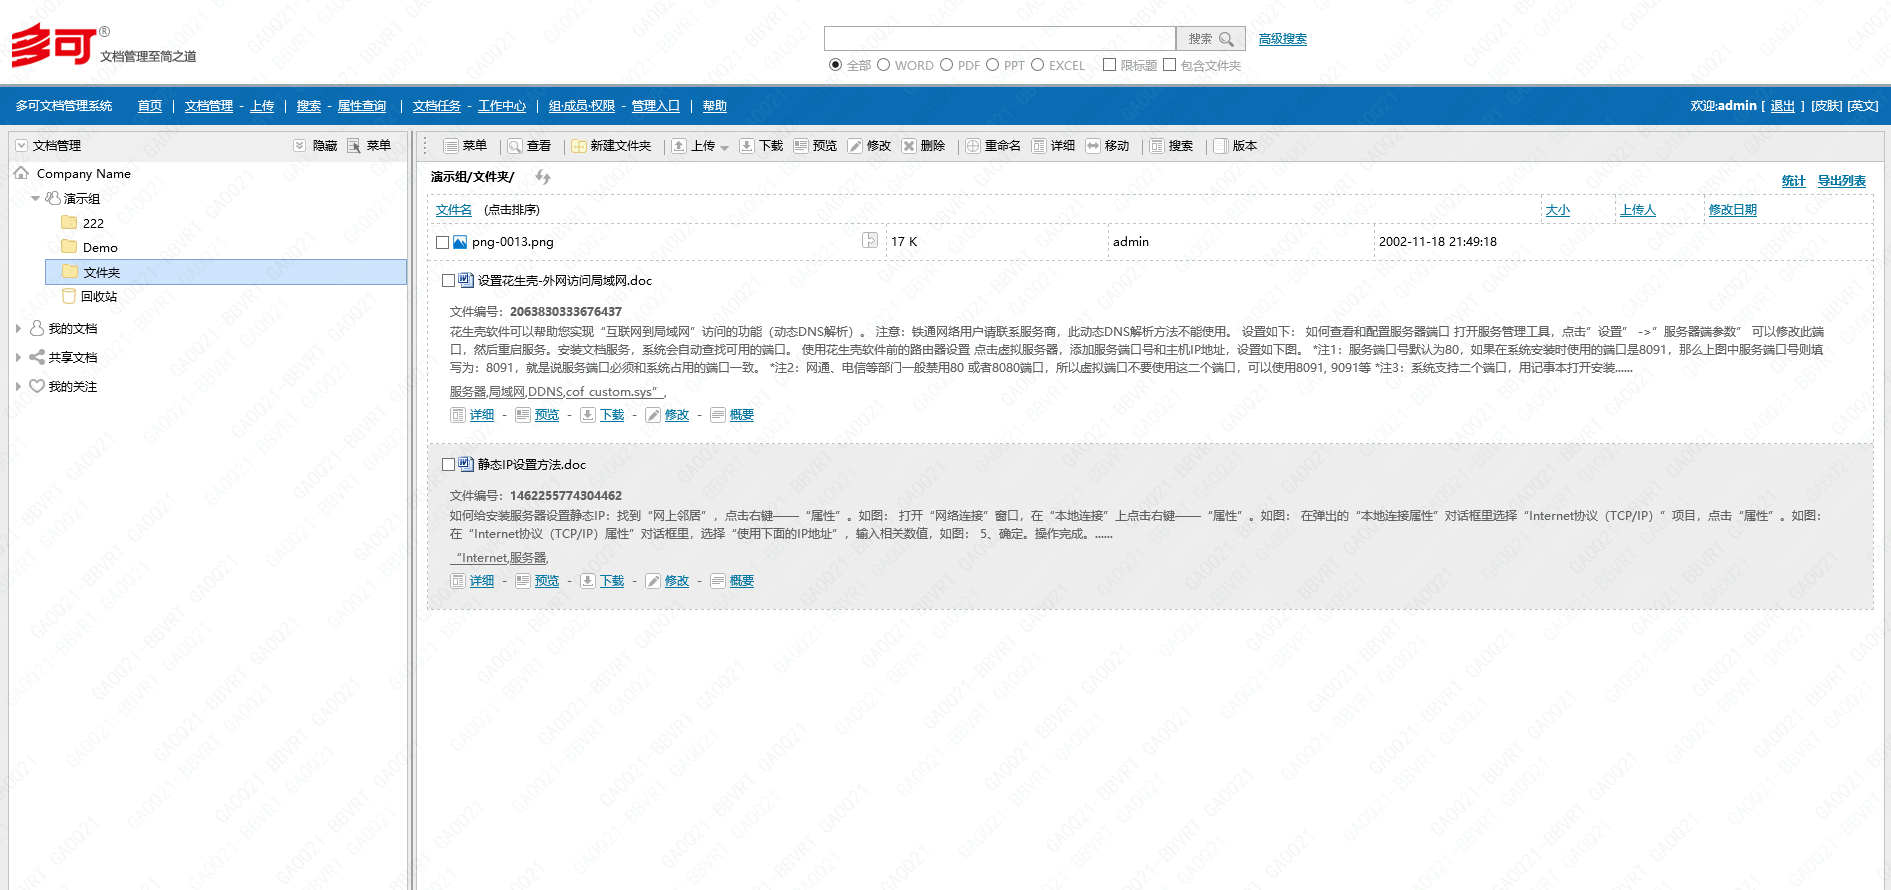 多可® 文档管理至简之道
搜索 高级搜索
全部 WORD PDF PPT EXCEL 限标题 包含文件夹
多可文档管理系统 首页 | 文档管理 - 上传 | 搜索 - 属性查询 | 文档任务 - 工作中心 | 组·成员·权限 - 管理入口 | 帮助 欢迎:admin [ 退出 ] [皮肤] [英文]
文档管理 隐藏 菜单
Company Name
演示组
222
Demo
文件夹
回收站
我的文档
共享文档
我的关注
菜单 查看 新建文件夹 上传 下载 预览 修改 删除 重命名 详细 移动 搜索 版本
演示组/文件夹/
统计 导出列表
文件名 (点击排序) 大小 上传人 修改日期
png-0013.png 17 K admin 2002-11-18 21:49:18
设置花生壳-外网访问局域网.doc
文件编号：2063830333676437
花生壳软件可以帮助您实现“互联网到局域网”访问的功能（动态DNS解析）。 注意：铁通网络用户请联系服务商，此动态DNS解析方法不能使用。 设置如下： 如何查看和配置服务器端口 打开服务管理工具，点击”设置” ->”服务器端参数” 可以修改此端
口，然后重启服务。安装文档服务，系统会自动查找可用的端口。 使用花生壳软件前的路由器设置 点击虚拟服务器，添加服务端口号和主机IP地址，设置如下图。 *注1：服务端口号默认为80，如果在系统安装时使用的端口是8091，那么上图中服务端口号则填
写为：8091，就是说服务端口必须和系统占用的端口一致。 *注2：网通、电信等部门一般禁用80 或者8080端口，所以虚拟端口不要使用这二个端口，可以使用8091, 9091等 *注3：系统支持二个端口，用记事本打开安装......
服务器,局域网,DDNS,cof custom.sys”,
详细 - 预览 - 下载 - 修改 - 概要
静态IP设置方法.doc
文件编号：1462255774304462
如何给安装服务器设置静态IP：找到“网上邻居”，点击右键——“属性”。如图： 打开“网络连接”窗口，在“本地连接”上点击右键——“属性”。如图： 在弹出的“本地连接属性”对话框里选择“Internet协议（TCP/IP）”项目，点击“属性”。如图：
在“Internet协议（TCP/IP）属性”对话框里，选择“使用下面的IP地址”，输入相关数值，如图： 5、确定。操作完成。......
“Internet,服务器,
详细 - 预览 - 下载 - 修改 - 概要
GAOQ21-BBVRT